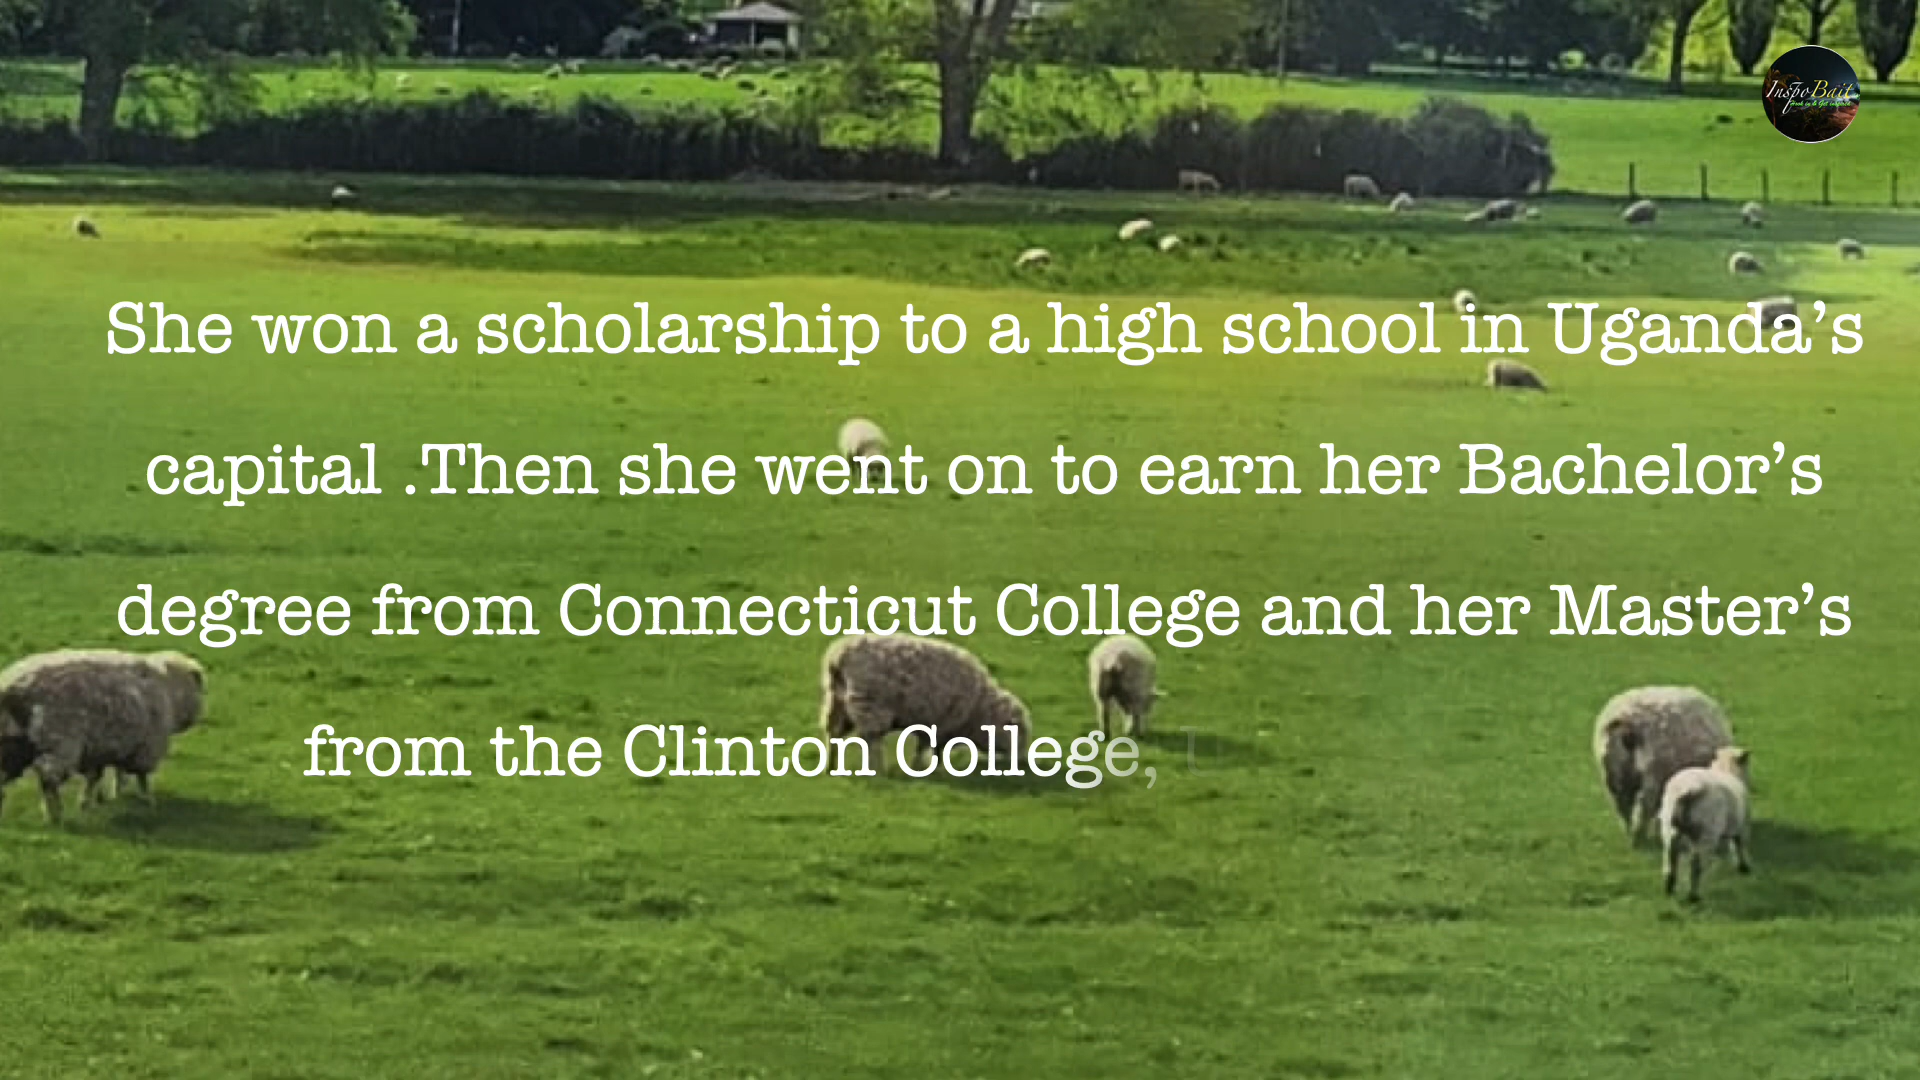 InspoBait
She won a scholarship to a high school in Uganda’s
capital .Then she went on to earn her Bachelor’s
degree from Connecticut College and her Master’s
from the Clinton College,